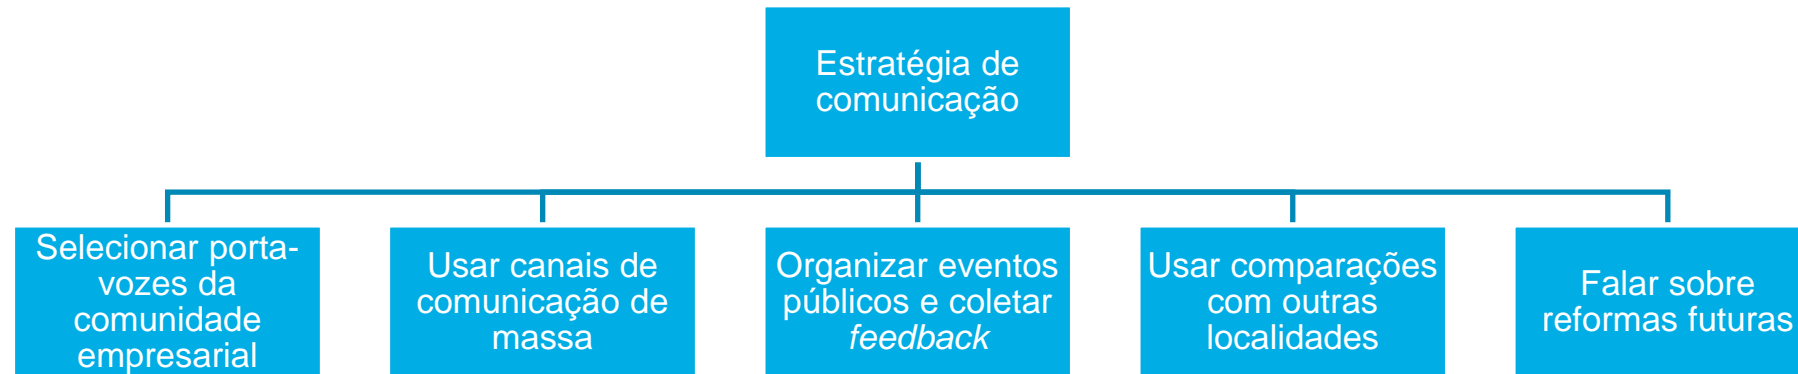 Estratégia de
comunicação
Selecionar porta-
vozes da
comunidade
empresarial
Usar canais de
comunicação de
massa
Organizar eventos
públicos e coletar
feedback
Usar comparações
com outras
localidades
Falar sobre
reformas futuras